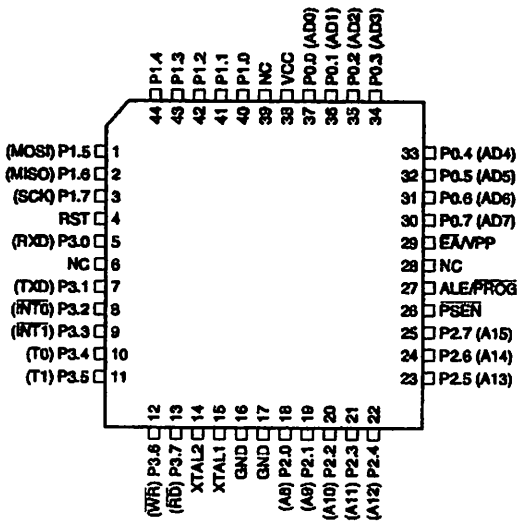 P1.4
P1.3
P1.2
P1.1
P1.0
NC
VCC
P0.0 (AD0)
P0.1 (AD1)
P0.2 (AD2)
P0.3 (AD3)
44
43
42
41
40
39
38
37
36
35
34
(MOSI) P1.5 1
(MISO) P1.6 2
(SCK) P1.7 3
RST 4
(RXD) P3.0 5
NC 6
(TXD) P3.1 7
(INT0) P3.2 8
(INT1) P3.3 9
(T0) P3.4 10
(T1) P3.5 11
33 P0.4 (AD4)
32 P0.5 (AD5)
31 P0.6 (AD6)
30 P0.7 (AD7)
29 EA/VPP
28 NC
27 ALE/PROG
26 PSEN
25 P2.7 (A15)
24 P2.6 (A14)
23 P2.5 (A13)
12
13
14
15
16
17
18
19
20
21
22
(WR) P3.6
(RD) P3.7
XTAL2
XTAL1
GND
GND
(A8) P2.0
(A9) P2.1
(A10) P2.2
(A11) P2.3
(A12) P2.4